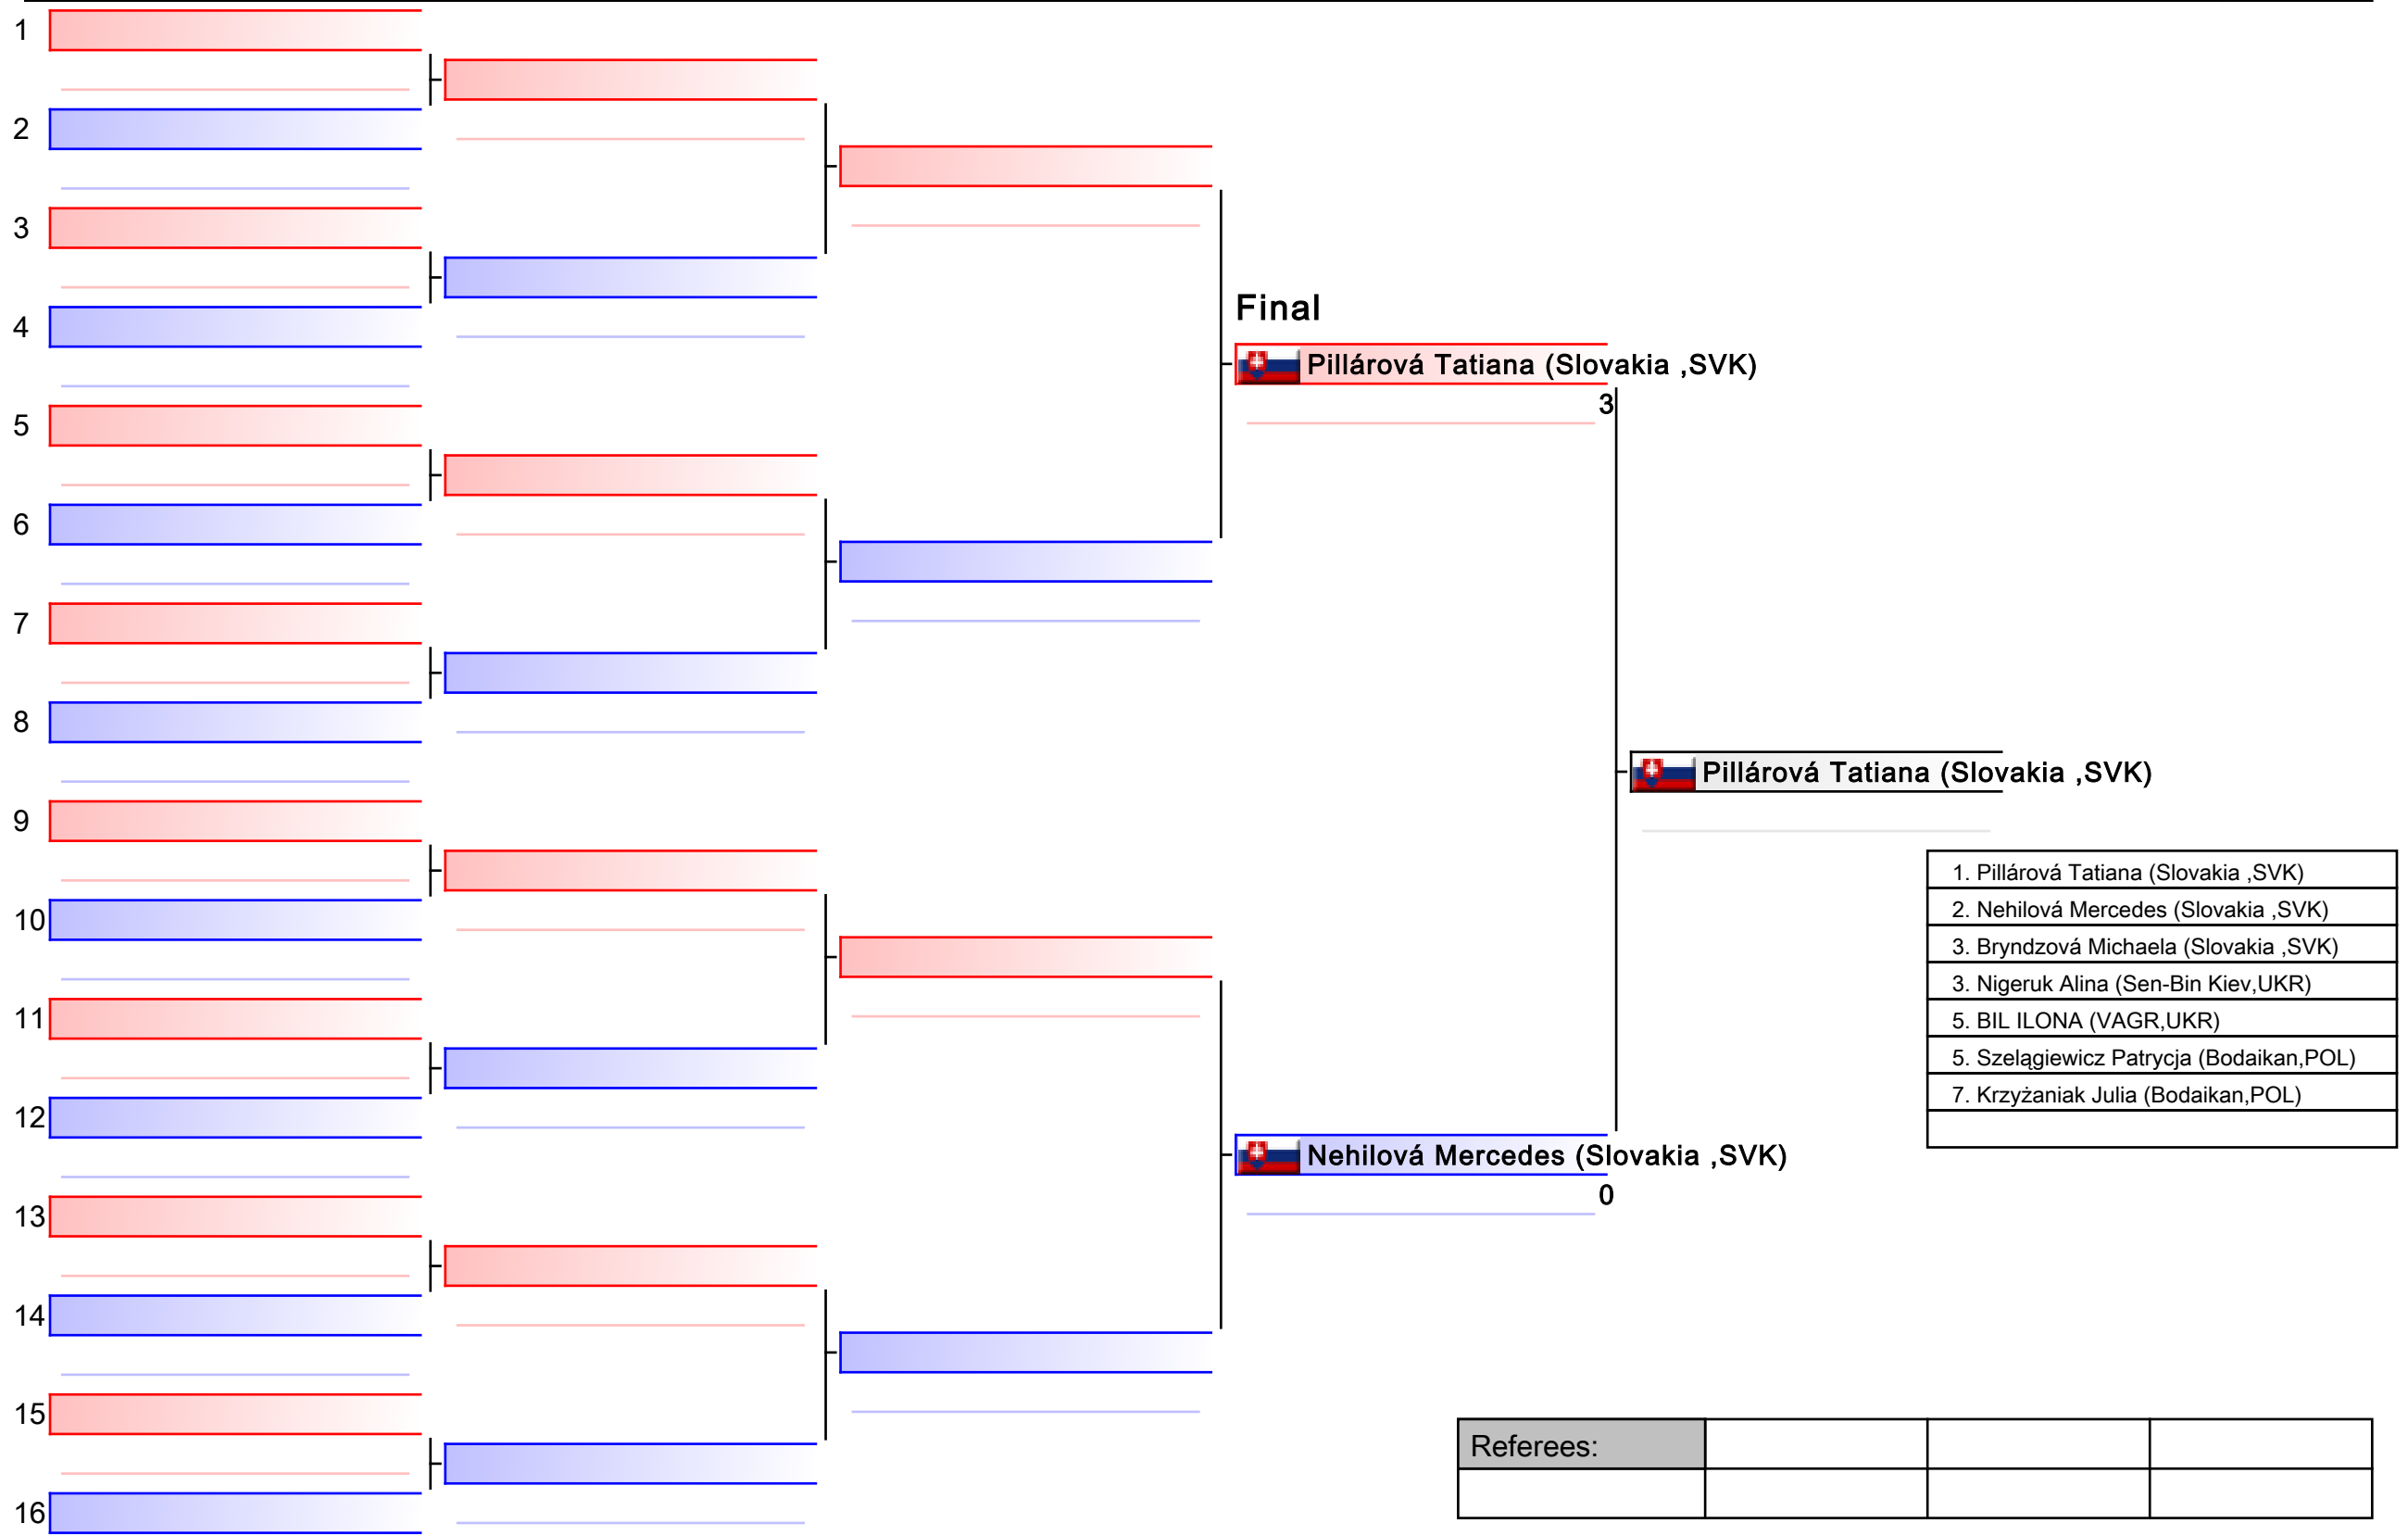 1
2
3
4
5
6
7
8
9
10
11
12
13
14
15
16
Final
Pillárová Tatiana (Slovakia ,SVK)
3
Nehilová Mercedes (Slovakia ,SVK)
0
Pillárová Tatiana (Slovakia ,SVK)
1. Pillárová Tatiana (Slovakia ,SVK)
2. Nehilová Mercedes (Slovakia ,SVK)
3. Bryndzová Michaela (Slovakia ,SVK)
3. Nigeruk Alina (Sen-Bin Kiev,UKR)
5. BIL ILONA (VAGR,UKR)
5. Szelągiewicz Patrycja (Bodaikan,POL)
7. Krzyżaniak Julia (Bodaikan,POL)
Referees: